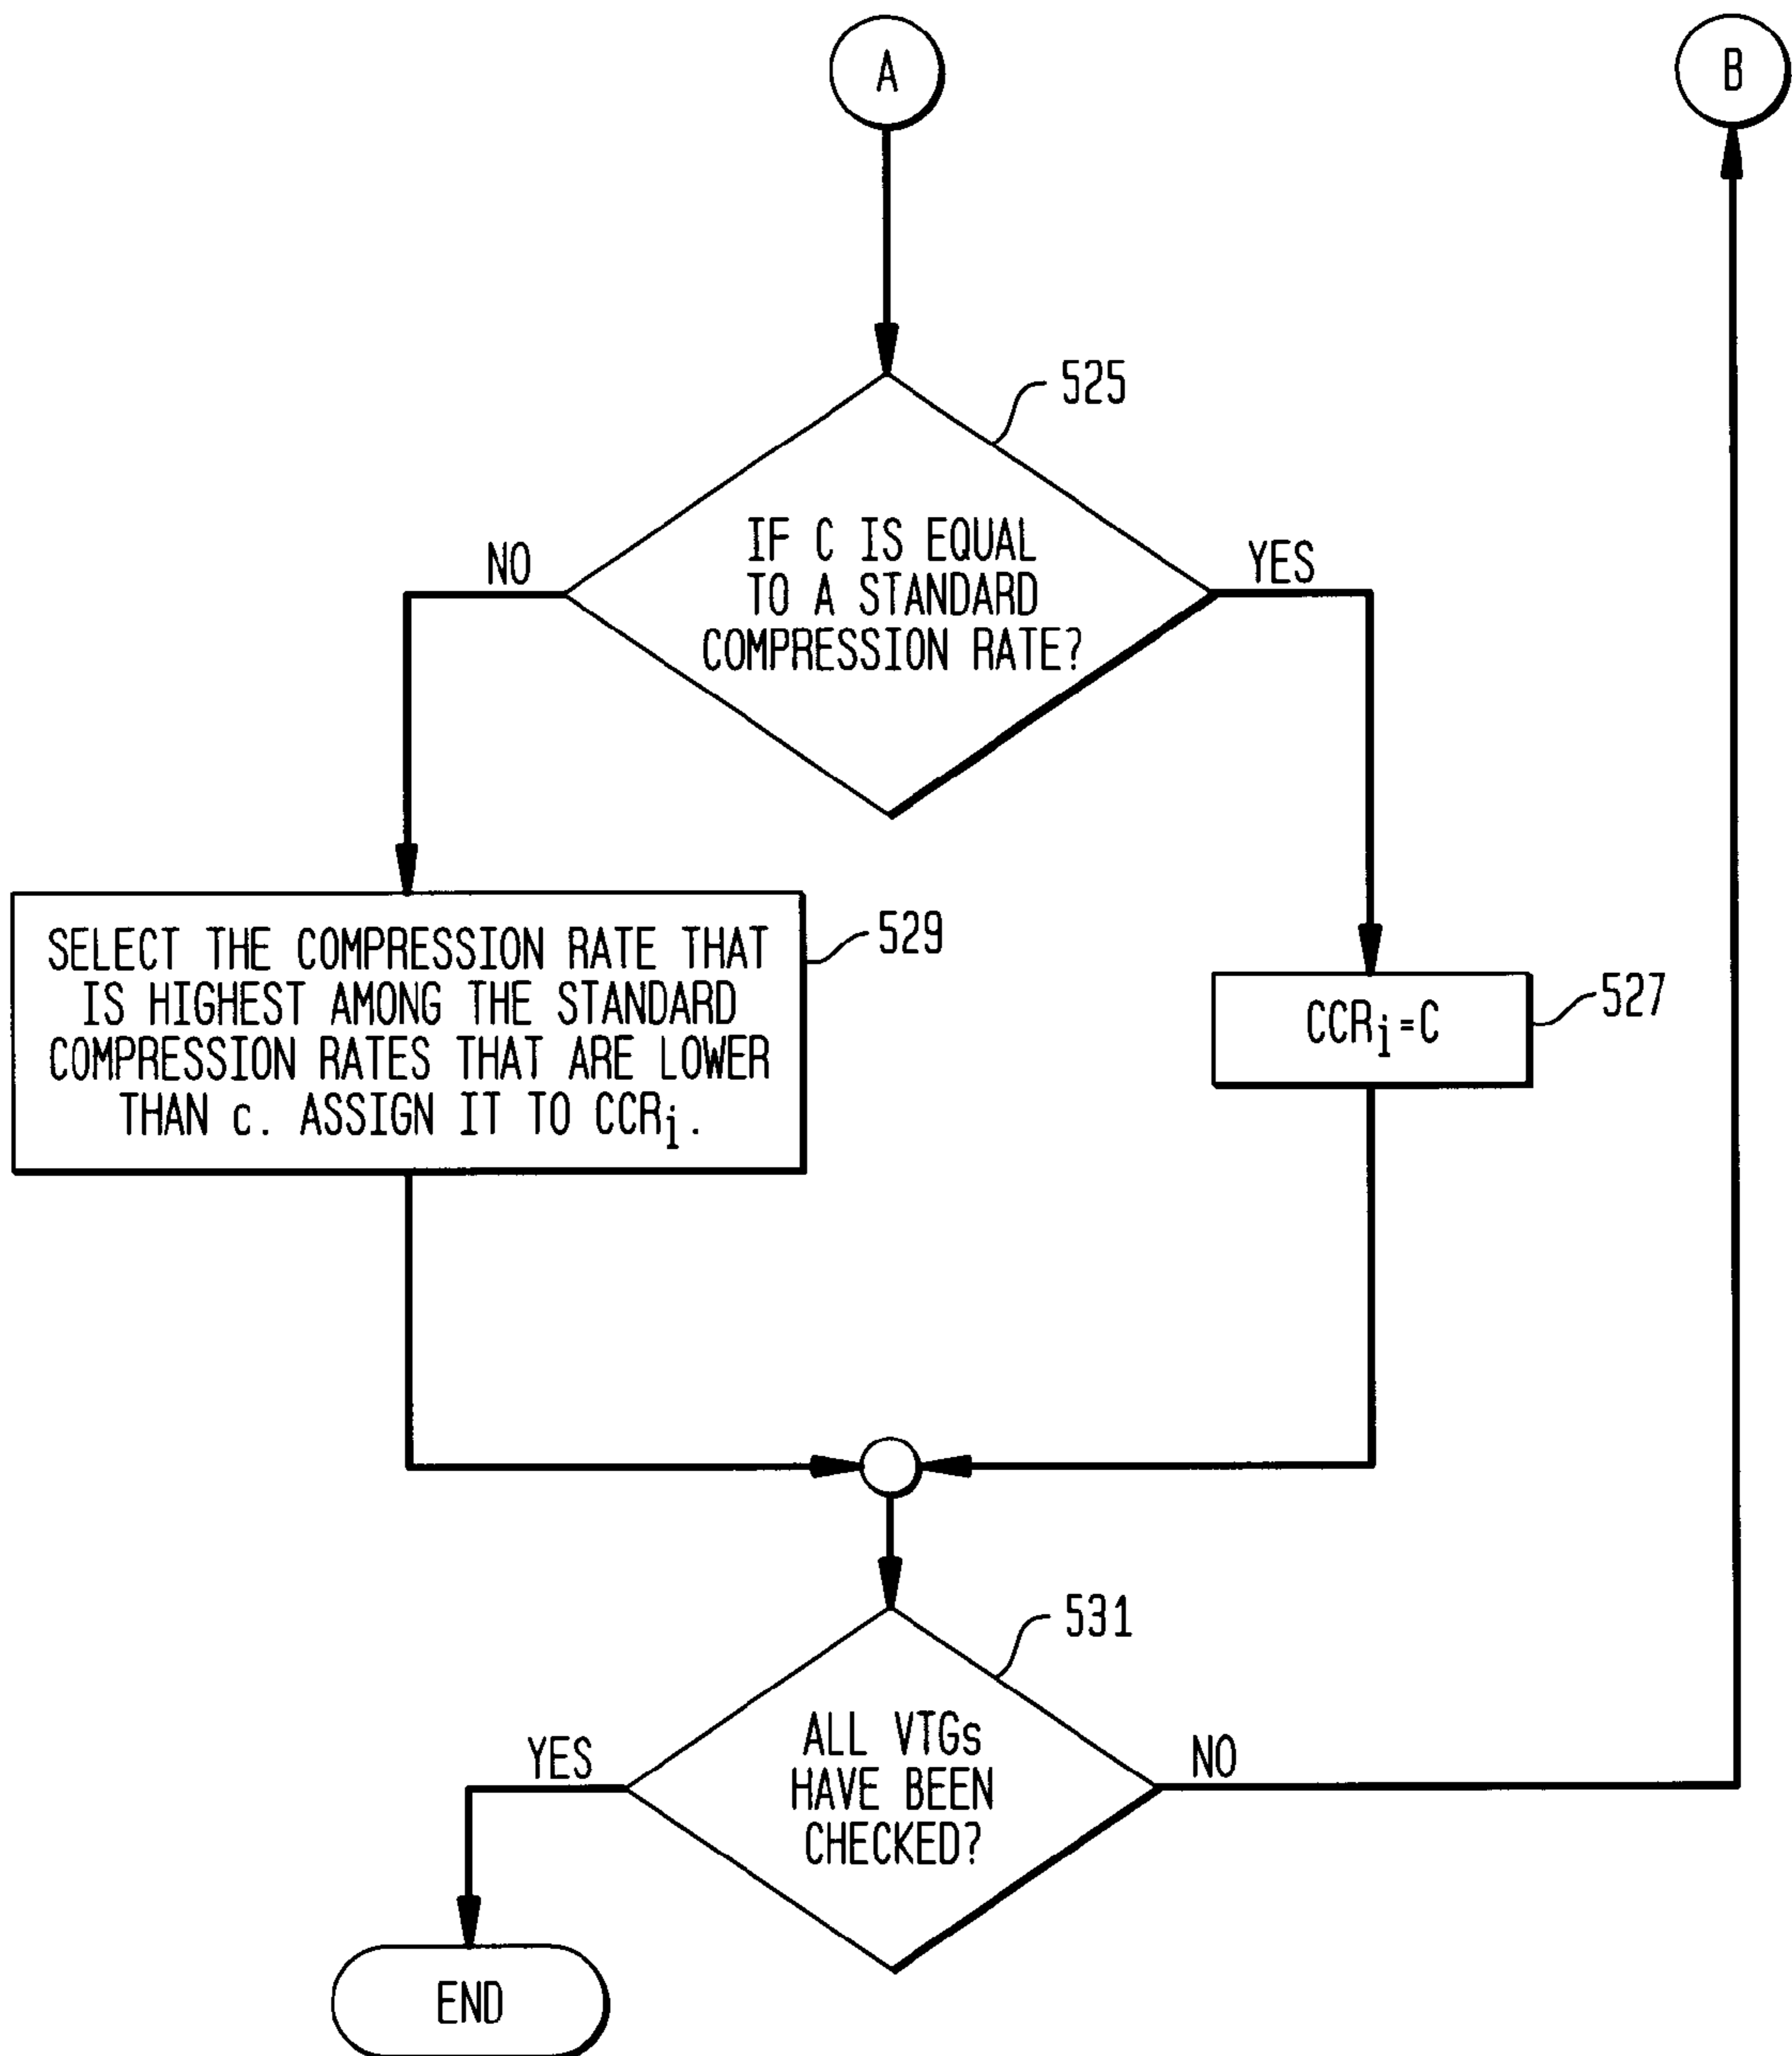 A
B
525
IF C IS EQUAL
TO A STANDARD
COMPRESSION RATE?
NO
YES
529
SELECT THE COMPRESSION RATE THAT
IS HIGHEST AMONG THE STANDARD
COMPRESSION RATES THAT ARE LOWER
THAN c. ASSIGN IT TO CCRi.
527
CCRi=C
531
ALL VTGs
HAVE BEEN
CHECKED?
YES
NO
END